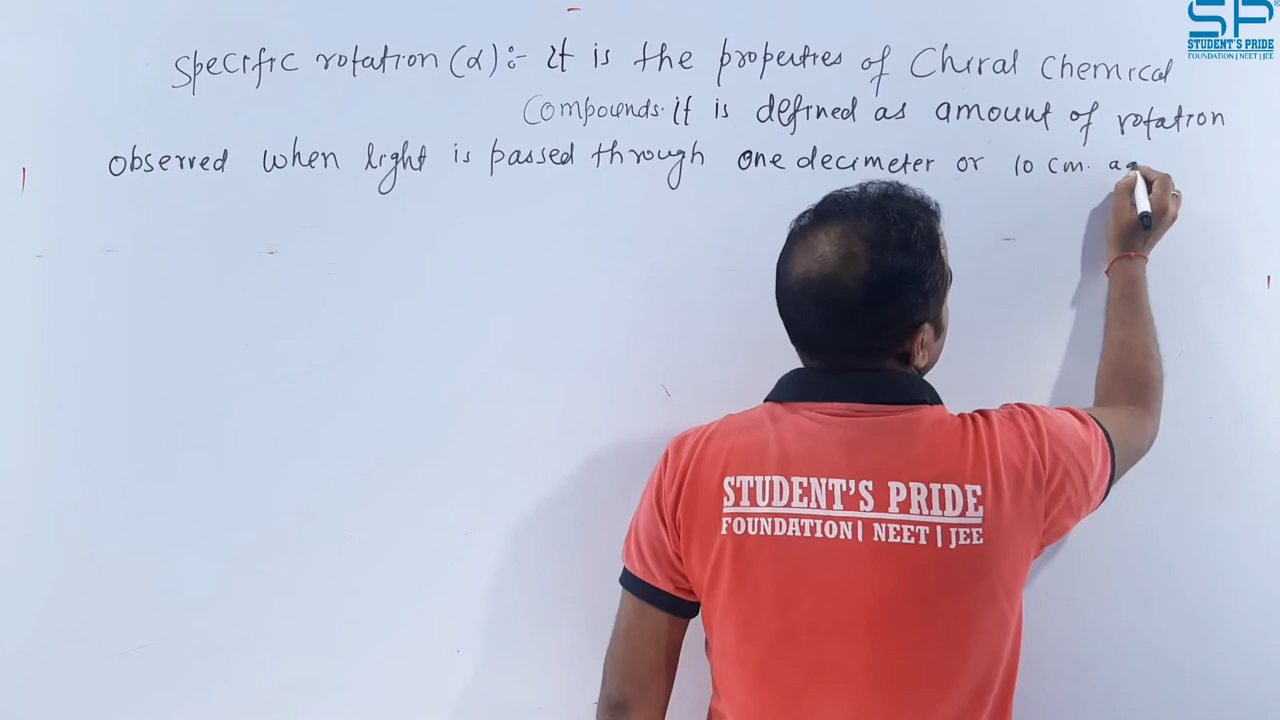 Specific rotation (α):- it is the properties of Chiral Chemical
Compounds. it is defined as amount of rotation
observed when light is passed through one decimeter or 10 cm.
SP®
STUDENT'S PRIDE
FOUNDATION | NEET | JEE
STUDENT'S PRIDE
FOUNDATION | NEET | JEE